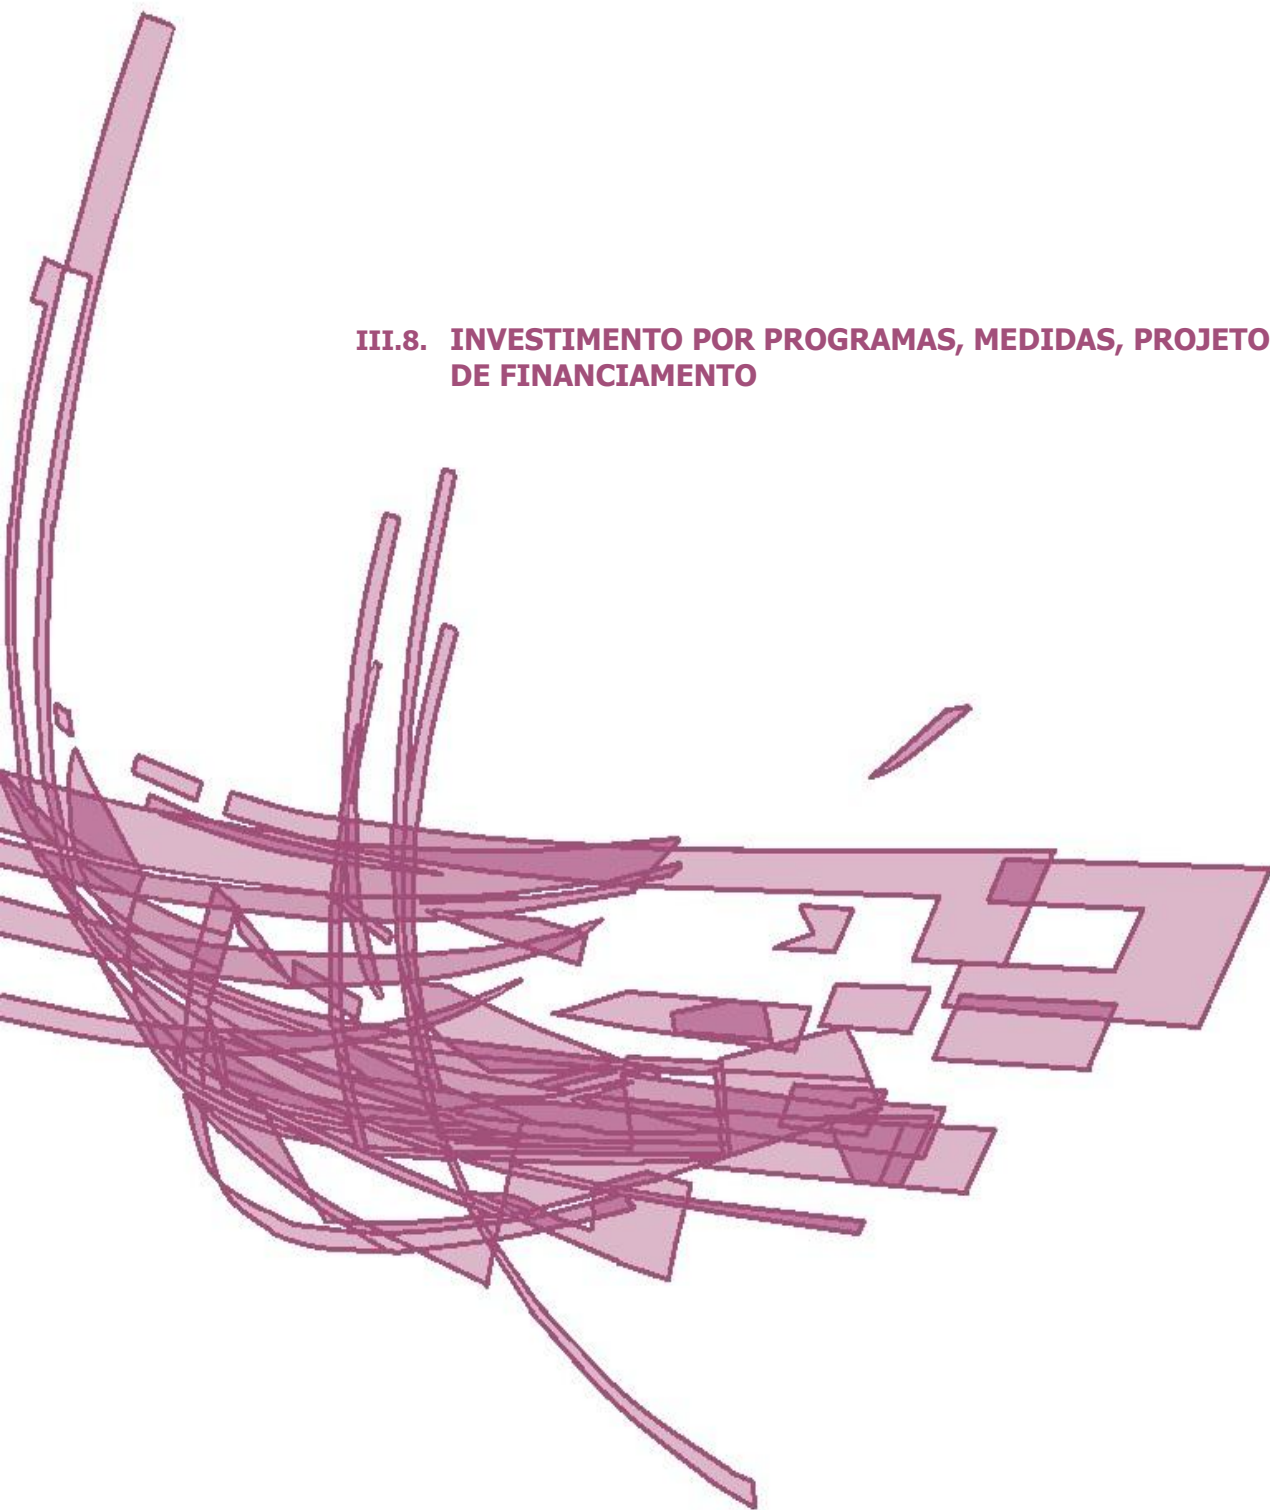 III.8. INVESTIMENTO POR PROGRAMAS, MEDIDAS, PROJETO
DE FINANCIAMENTO